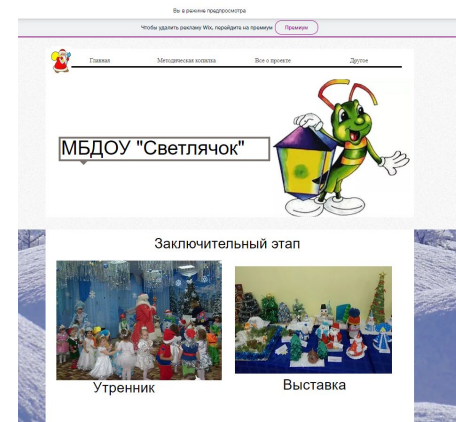 Вы в режиме предпросмотра
Чтобы удалить рекламу Wix, перейдите на премиум
Премиум
Главная
Методическая копилка
Все о проекте
Другое
МБДОУ "Светлячок"
Заключительный этап
Утренник
Выставка